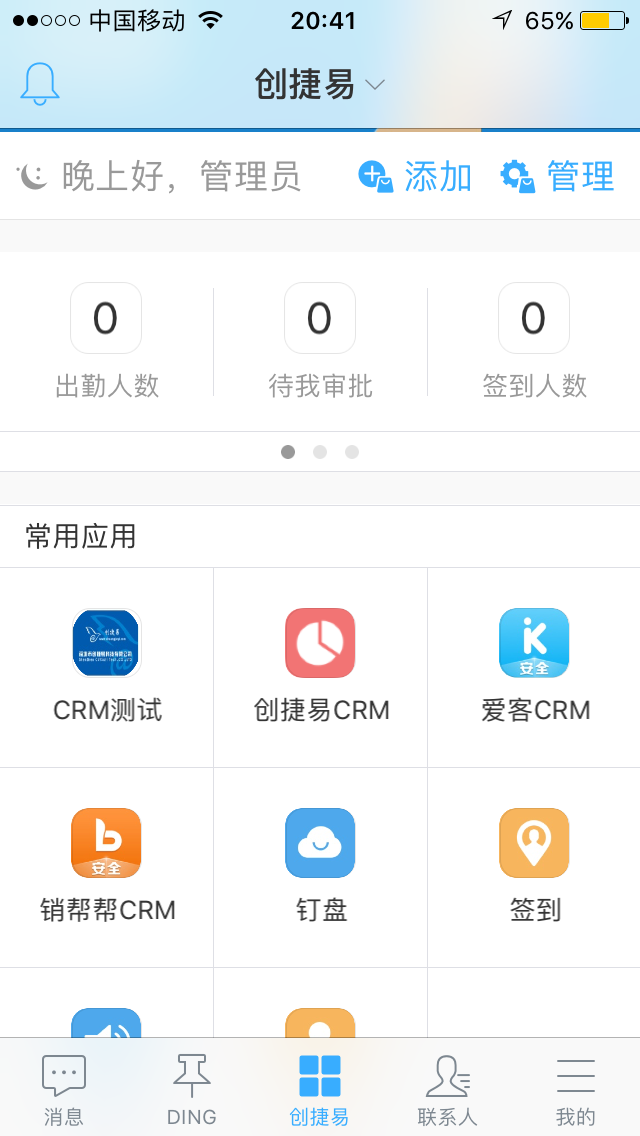 中国移动 20:41 65%
创捷易
晚上好，管理员 添加 管理
0 0 0
出勤人数 待我审批 签到人数
常用应用
创捷易
CRM测试 创捷易CRM 爱客CRM
安全
安全
销帮帮CRM 钉盘 签到
消息 DING 创捷易 联系人 我的